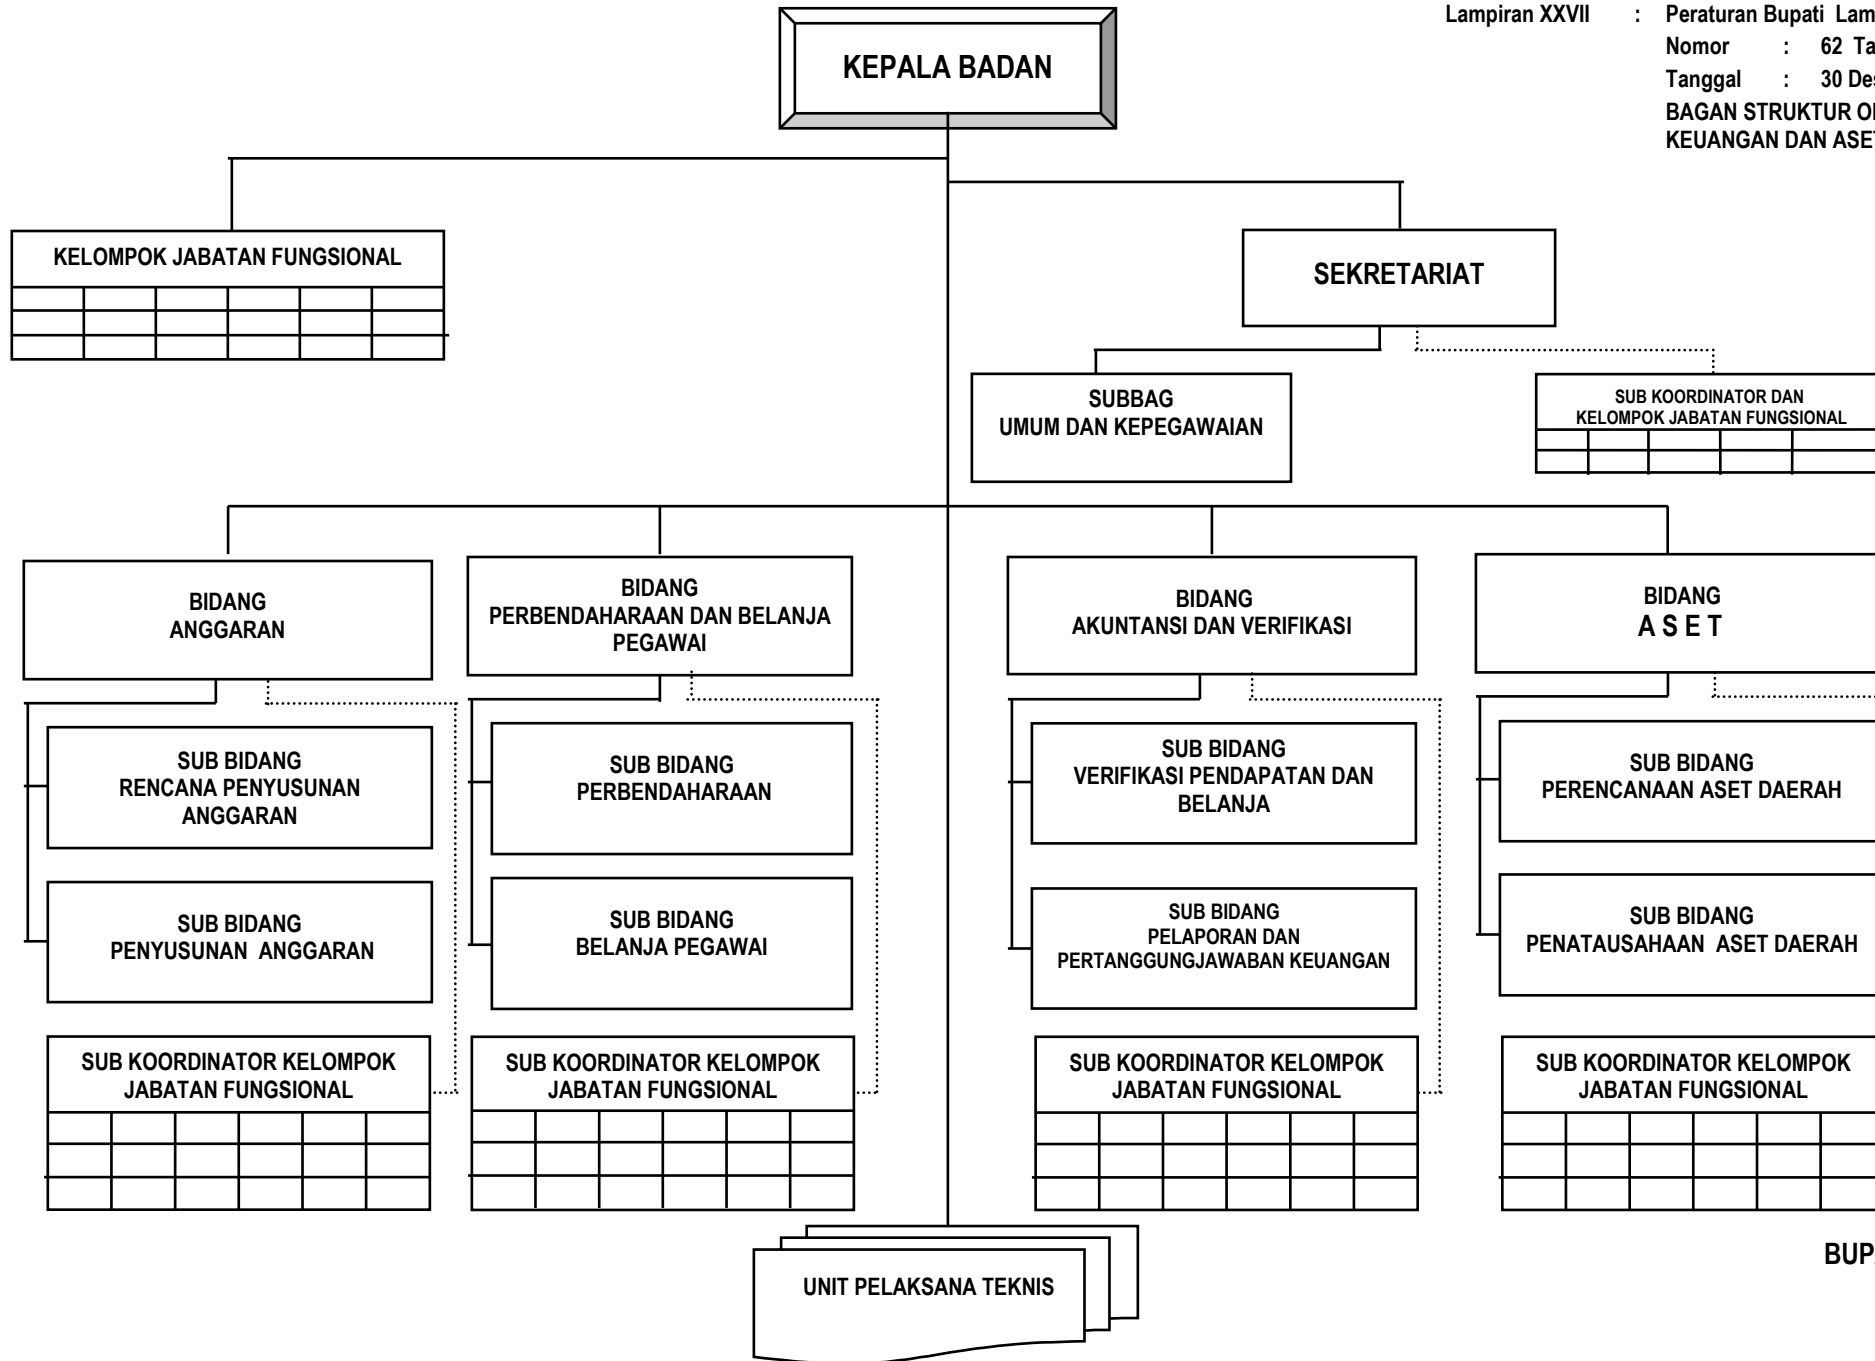 Lampiran XXVII : Peraturan Bupati
Nomor : 62
Tanggal : 30
BAGAN STRUKTUR
KEUANGAN DAN
KEPALA BADAN
KELOMPOK JABATAN FUNGSIONAL
SEKRETARIAT
SUBBAG
UMUM DAN KEPEGAWAIAN
SUB KOORDINATOR DAN
KELOMPOK JABATAN FUNGSIONAL
BIDANG
ANGGARAN
BIDANG
PERBENDAHARAAN DAN BELANJA
PEGAWAI
BIDANG
AKUNTANSI DAN VERIFIKASI
BIDANG
A S E T
SUB BIDANG
RENCANA PENYUSUNAN
ANGGARAN
SUB BIDANG
PERBENDAHARAAN
SUB BIDANG
VERIFIKASI PENDAPATAN DAN
BELANJA
SUB BIDANG
PERENCANAAN ASET DAERAH
SUB BIDANG
PENYUSUNAN ANGGARAN
SUB BIDANG
BELANJA PEGAWAI
SUB BIDANG
PELAPORAN DAN
PERTANGGUNGJAWABAN KEUANGAN
SUB BIDANG
PENATAUSAHAAN ASET DAERAH
SUB KOORDINATOR KELOMPOK
JABATAN FUNGSIONAL
SUB KOORDINATOR KELOMPOK
JABATAN FUNGSIONAL
SUB KOORDINATOR KELOMPOK
JABATAN FUNGSIONAL
SUB KOORDINATOR KELOMPOK
JABATAN FUNGSIONAL
UNIT PELAKSANA TEKNIS